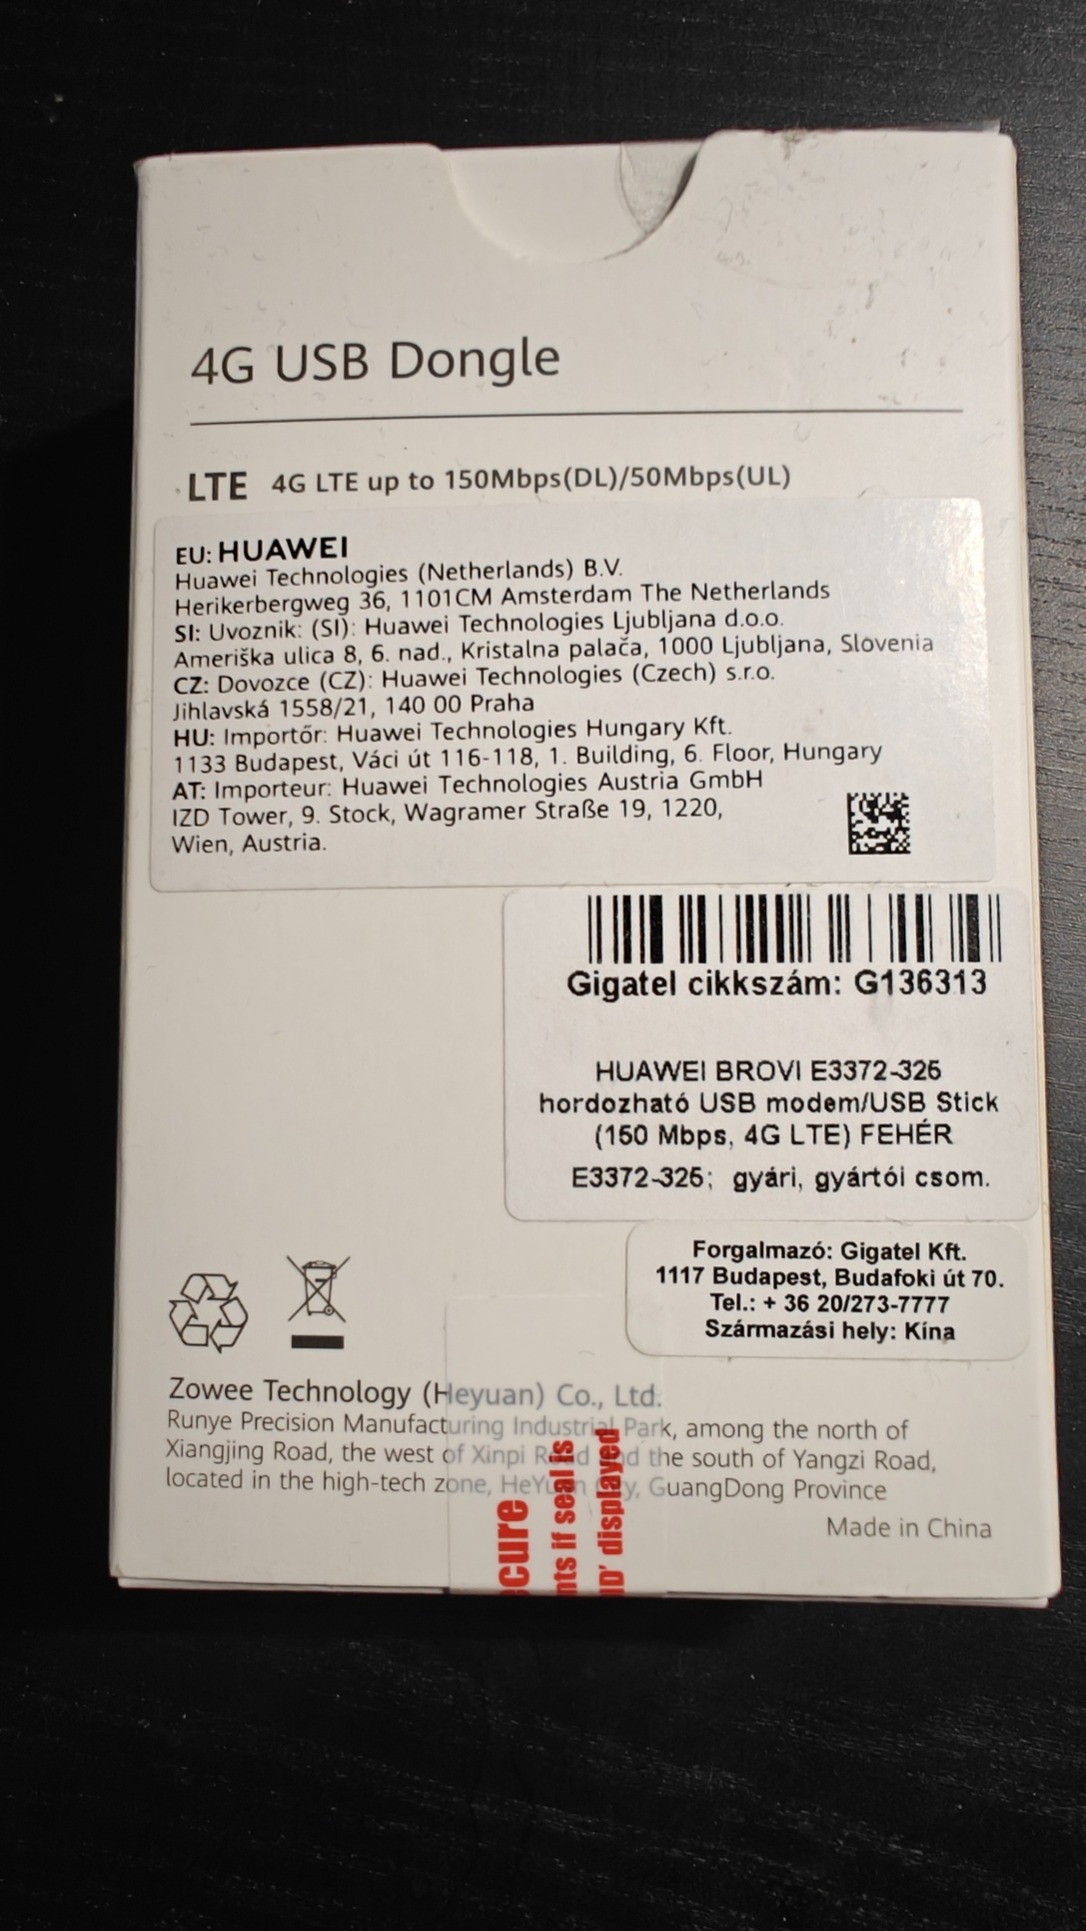 4G USB Dongle
LTE 4G LTE up to 150Mbps(DL)/50Mbps(UL)
EU: HUAWEI
Huawei Technologies (Netherlands) B.V.
Herikerbergweg 36, 1101CM Amsterdam The Netherlands
SI: Uvoznik: (SI): Huawei Technologies Ljubljana d.o.o.
Ameriška ulica 8, 6. nad., Kristalna palača, 1000 Ljubljana, Slovenia
CZ: Dovozce (CZ): Huawei Technologies (Czech) s.r.o.
Jihlavská 1558/21, 140 00 Praha
HU: Importőr: Huawei Technologies Hungary Kft.
1133 Budapest, Váci út 116-118, 1. Building, 6. Floor, Hungary
AT: Importeur: Huawei Technologies Austria GmbH
IZD Tower, 9. Stock, Wagramer Straße 19, 1220,
Wien, Austria.
Gigatel cikkszám: G136313
HUAWEI BROVI E3372-325
hordozható USB modem/USB Stick
(150 Mbps, 4G LTE) FEHÉR
E3372-325; gyári, gyártói csom.
Forgalmazó: Gigatel Kft.
1117 Budapest, Budafoki út 70.
Tel.: + 36 20/273-7777
Származási hely: Kína
Zowee Technology (Heyuan) Co., Ltd.
Runye Precision Manufacturing Industrial Park, among the north of
Xiangjing Road, the west of Xinpi Road and the south of Yangzi Road,
located in the high-tech zone, HeYuan City, GuangDong Province
Made in China
cure
nts if seal is
ID' displayed